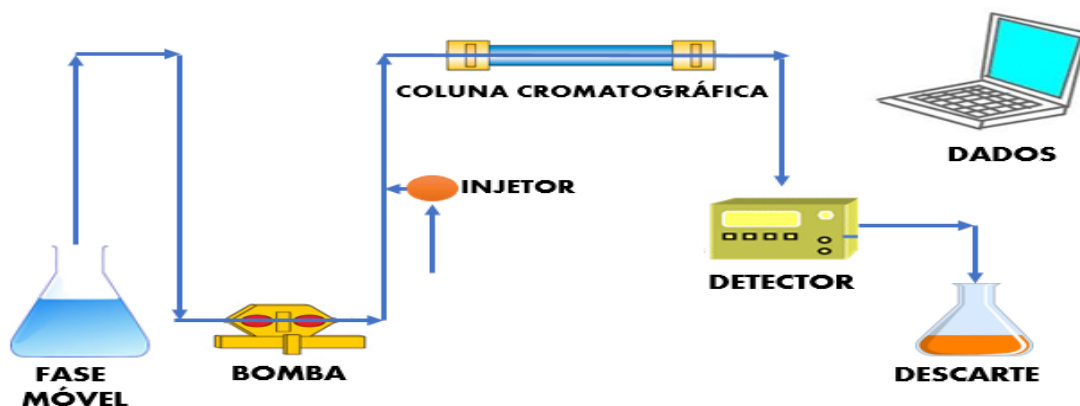 COLUNA CROMATOGRÁFICA
DADOS
INJETOR
DETECTOR
FASE
MÓVEL
BOMBA
DESCARTE